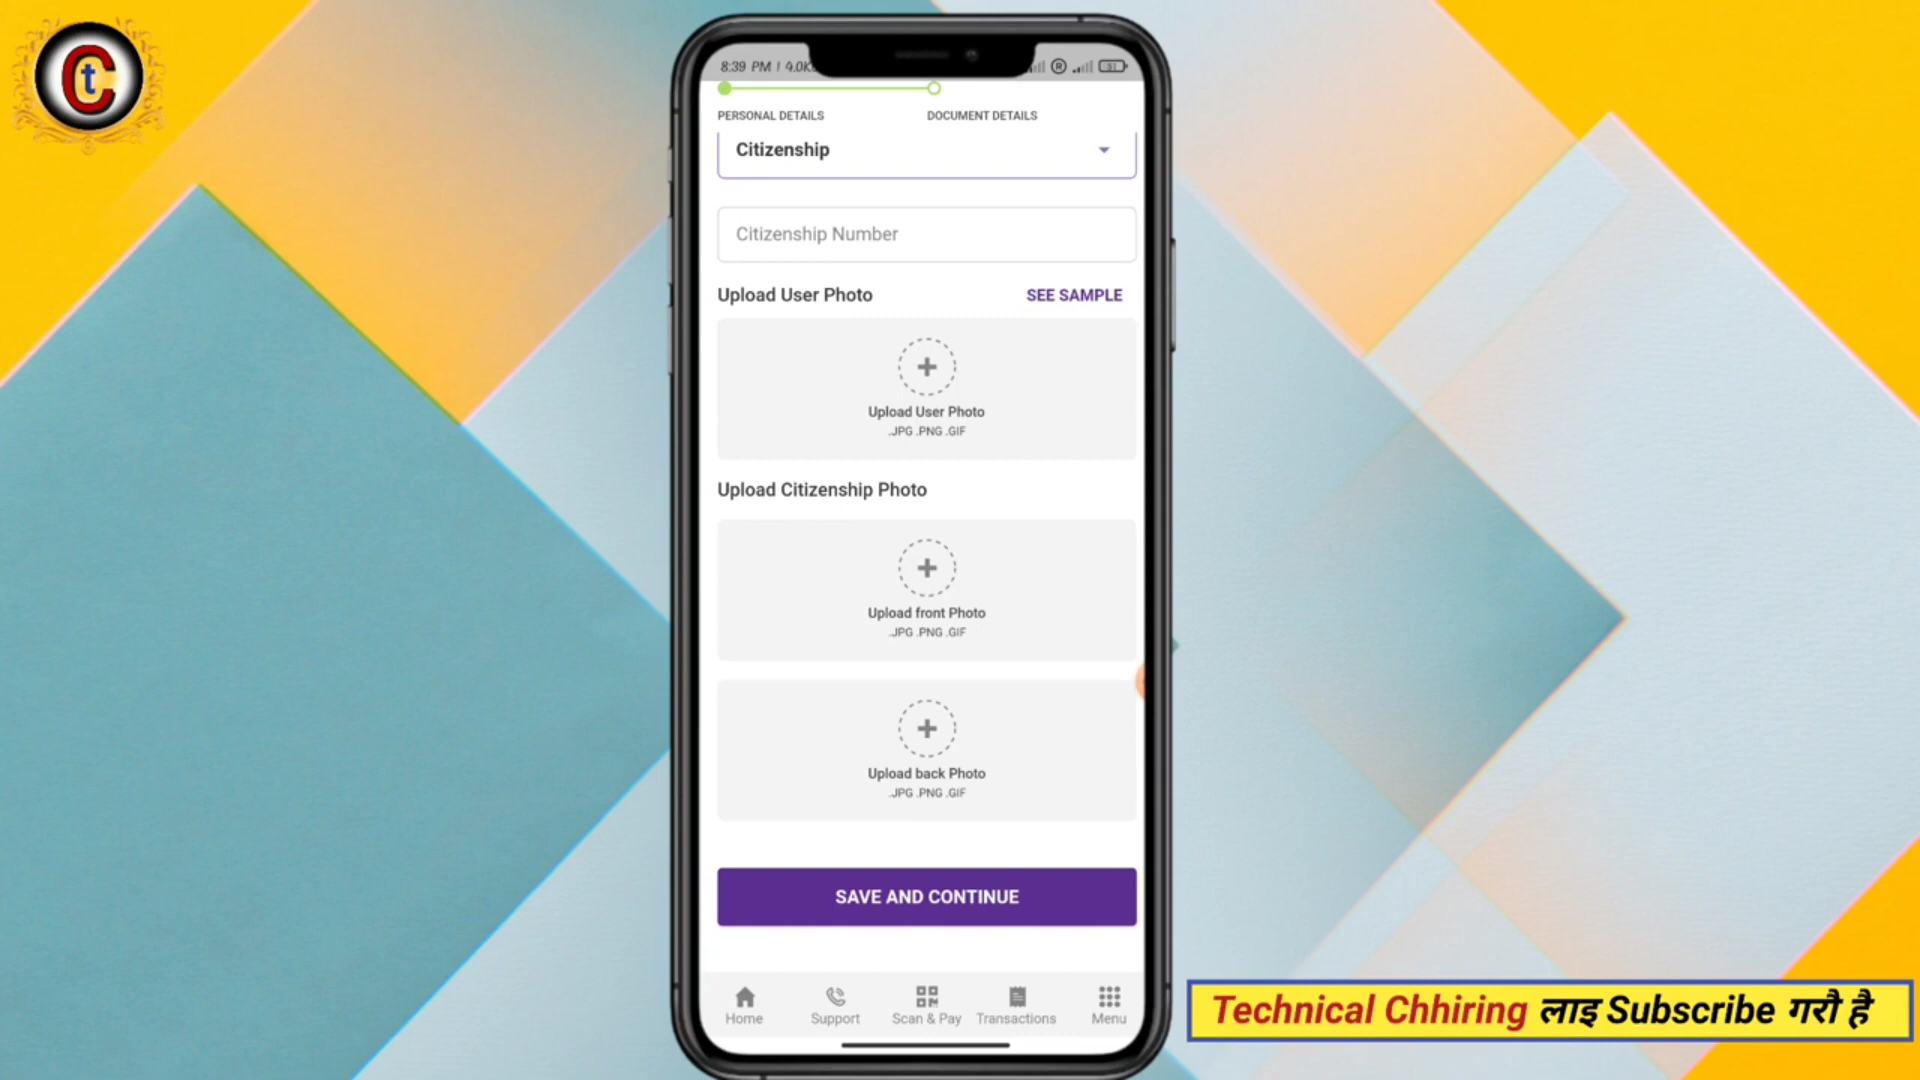 Ct
8:39 PM | 4.0K
R
51
PERSONAL DETAILS
DOCUMENT DETAILS
Citizenship
Citizenship Number
Upload User Photo
SEE SAMPLE
Upload User Photo
.JPG .PNG .GIF
Upload Citizenship Photo
Upload front Photo
.JPG .PNG .GIF
Upload back Photo
.JPG .PNG .GIF
SAVE AND CONTINUE
Home
Support
Scan & Pay
Transactions
Menu
Technical Chhiring लाइ Subscribe गरौ है